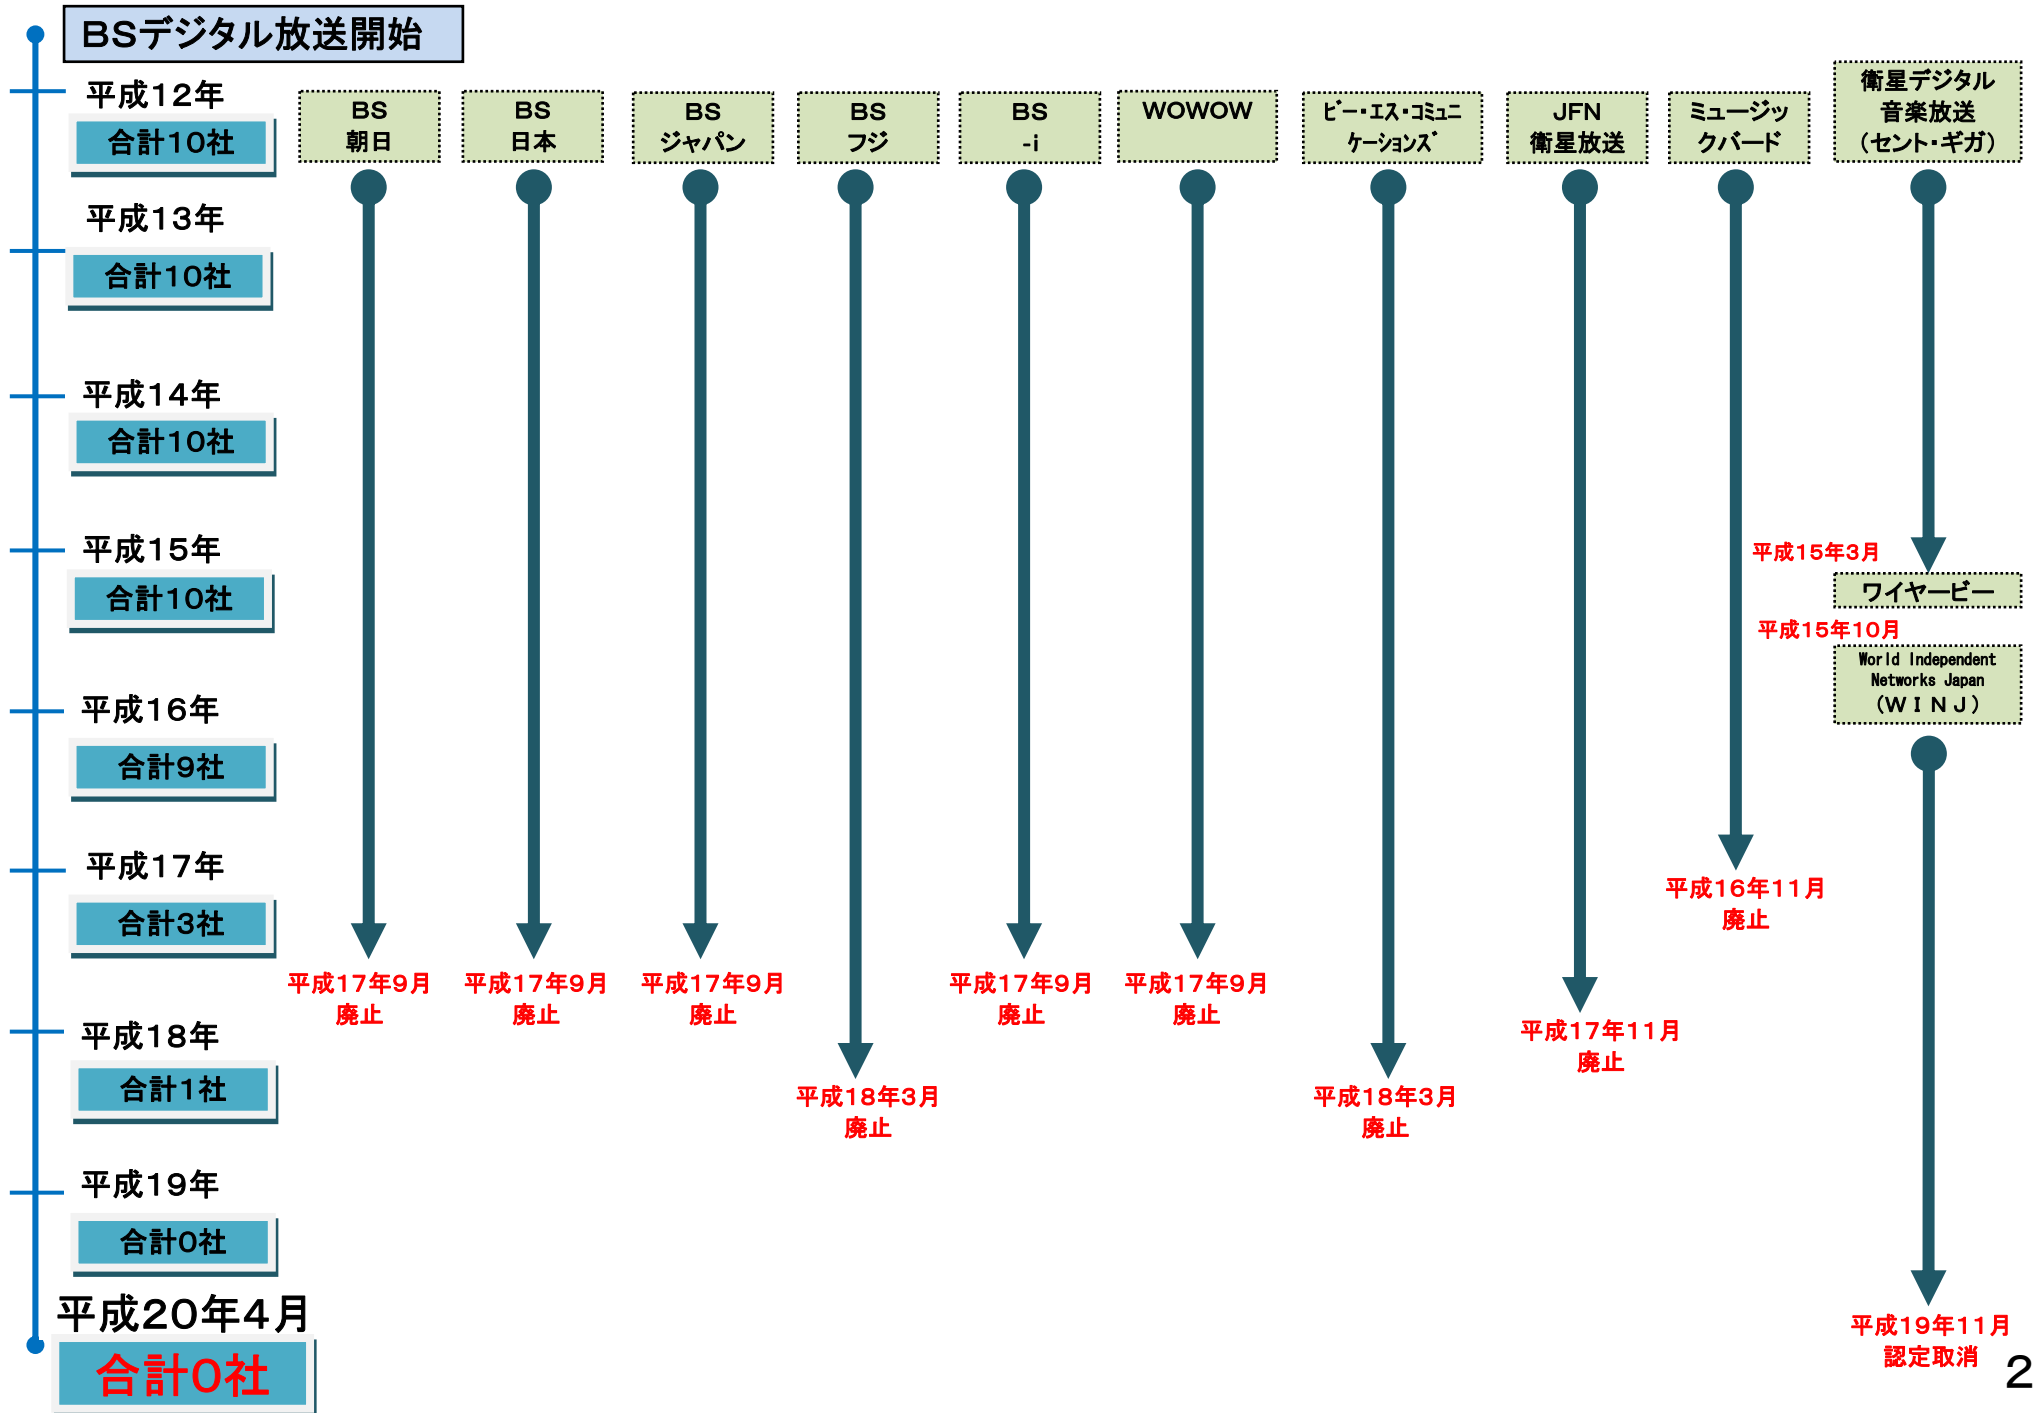 BSデジタル放送開始
平成12年
合計10社
平成13年
合計10社
平成14年
合計10社
平成15年
合計10社
平成16年
合計9社
平成17年
合計3社
平成18年
合計1社
平成19年
合計0社
平成20年4月
合計0社
BS
朝日
平成17年9月
廃止
BS
日本
平成17年9月
廃止
BS
ジャパン
平成17年9月
廃止
BS
フジ
平成18年3月
廃止
BS
-i
平成17年9月
廃止
WOWOW
平成17年9月
廃止
ﾋﾞｰ・ｴｽ・ｺﾐｭﾆ
ｹｰｼｮﾝｽﾞ
平成18年3月
廃止
JFN
衛星放送
平成17年11月
廃止
ミュージッ
クバード
平成16年11月
廃止
衛星デジタル
音楽放送
(セント・ギガ)
平成15年3月
ワイヤービー
平成15年10月
World Independent
Networks Japan
(WINJ)
平成19年11月
認定取消
2